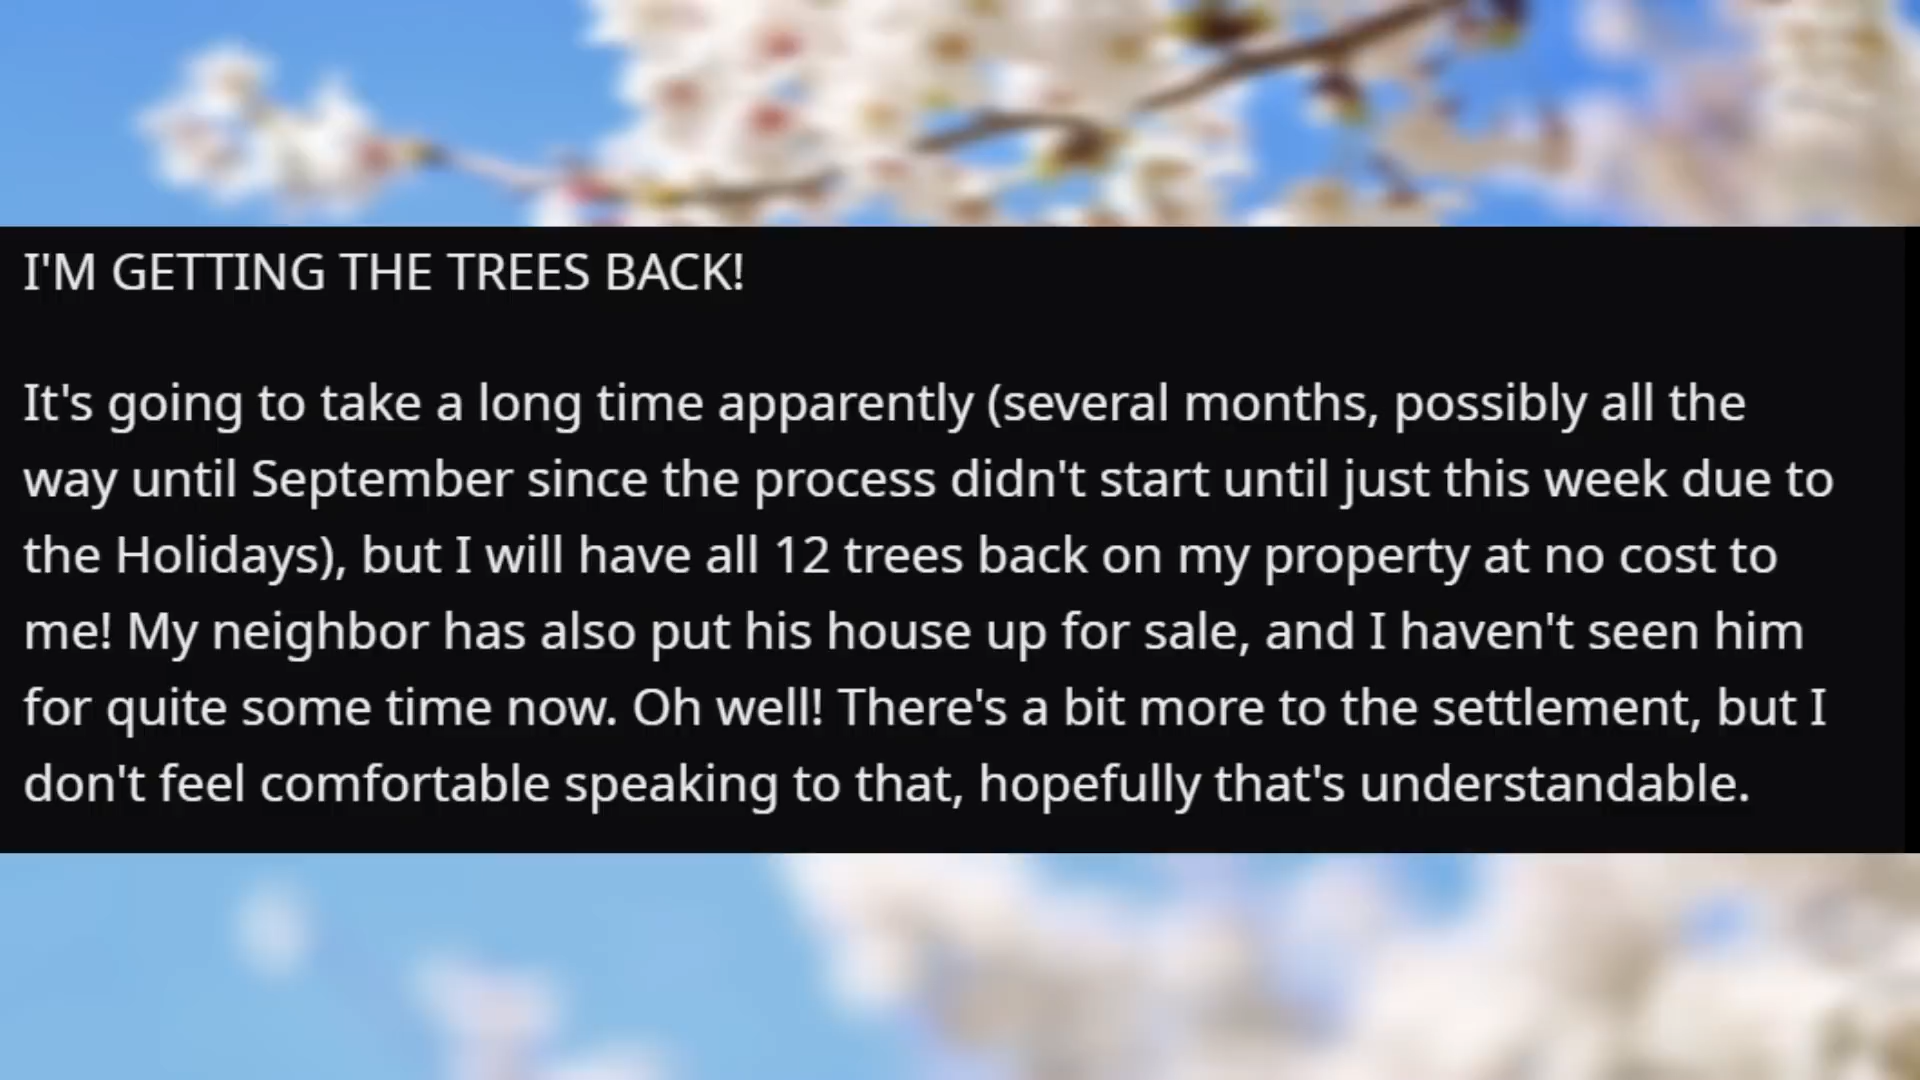 I'M GETTING THE TREES BACK!
It's going to take a long time apparently (several months, possibly all the
way until September since the process didn't start until just this week due to
the Holidays), but I will have all 12 trees back on my property at no cost to
me! My neighbor has also put his house up for sale, and I haven't seen him
for quite some time now. Oh well! There's a bit more to the settlement, but I
don't feel comfortable speaking to that, hopefully that's understandable.